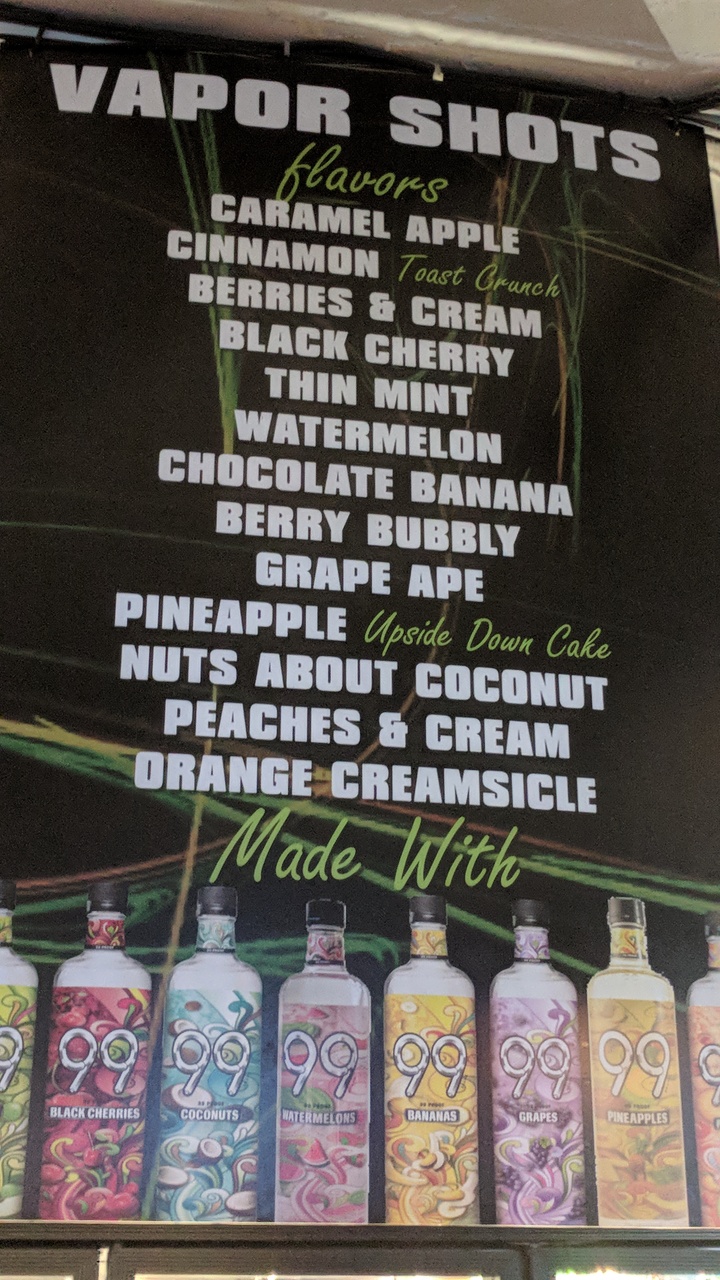 VAPOR SHOTS
flavors
CARAMEL APPLE
CINNAMON Toast Crunch
BERRIES & CREAM
BLACK CHERRY
THIN MINT
WATERMELON
CHOCOLATE BANANA
BERRY BUBBLY
GRAPE APE
PINEAPPLE Upside Down Cake
NUTS ABOUT COCONUT
PEACHES & CREAM
ORANGE CREAMSICLE
Made With
99 BLACK CHERRIES
99 COCONUTS
99 WATERMELONS
99 BANANAS
99 GRAPES
99 PINEAPPLES